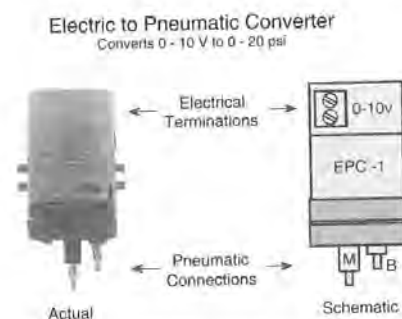 Electric to Pneumatic Converter
Converts 0 - 10 V to 0 - 20 psi
Electrical
Terminations
0-10v
EPC -1
Pneumatic
Connections
M
B
Actual
Schematic